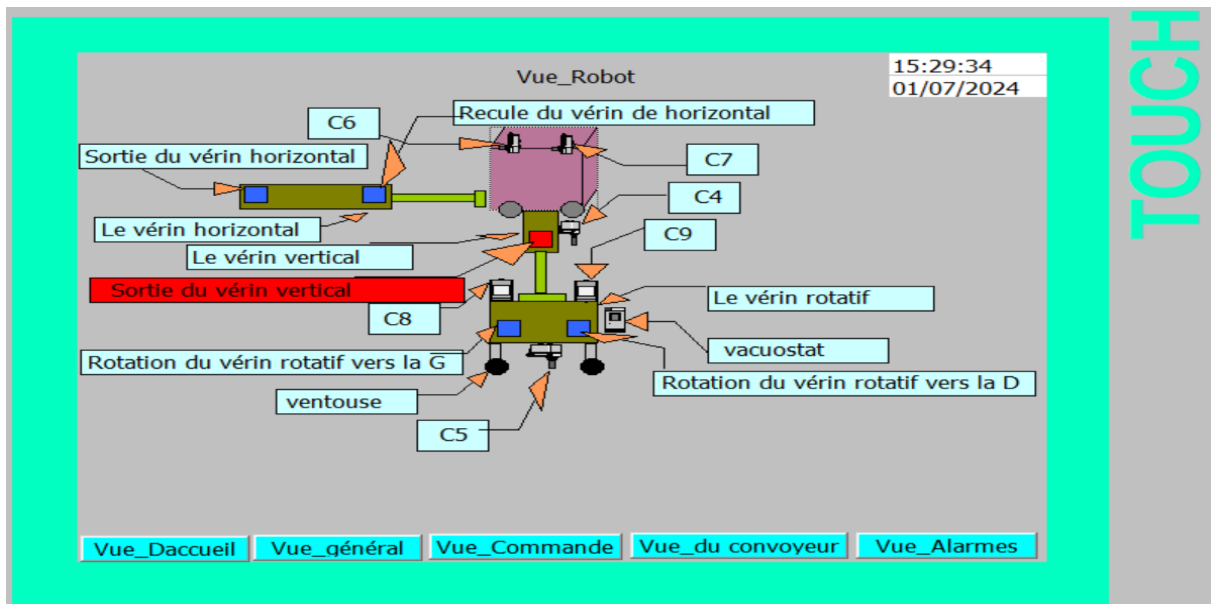 TOUCH
Vue_Robot
15:29:34
01/07/2024
C6
Recule du vérin de horizontal
Sortie du vérin horizontal
C7
C4
Le vérin horizontal
C9
Le vérin vertical
Sortie du vérin vertical
Le vérin rotatif
C8
vacuostat
Rotation du vérin rotatif vers la G
Rotation du vérin rotatif vers la D
ventouse
C5
Vue_Daccueil
Vue_général
Vue_Commande
Vue_du convoyeur
Vue_Alarmes